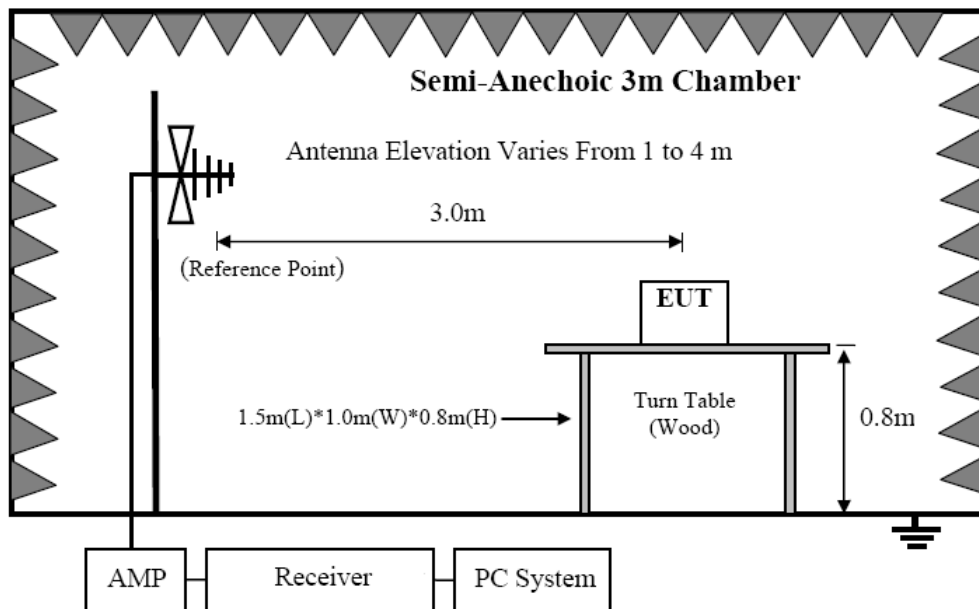 Semi-Anechoic 3m Chamber
Antenna Elevation Varies From 1 to 4 m
3.0m
(Reference Point)
EUT
1.5m(L)*1.0m(W)*0.8m(H)
Turn Table
(Wood)
0.8m
AMP
Receiver
PC System